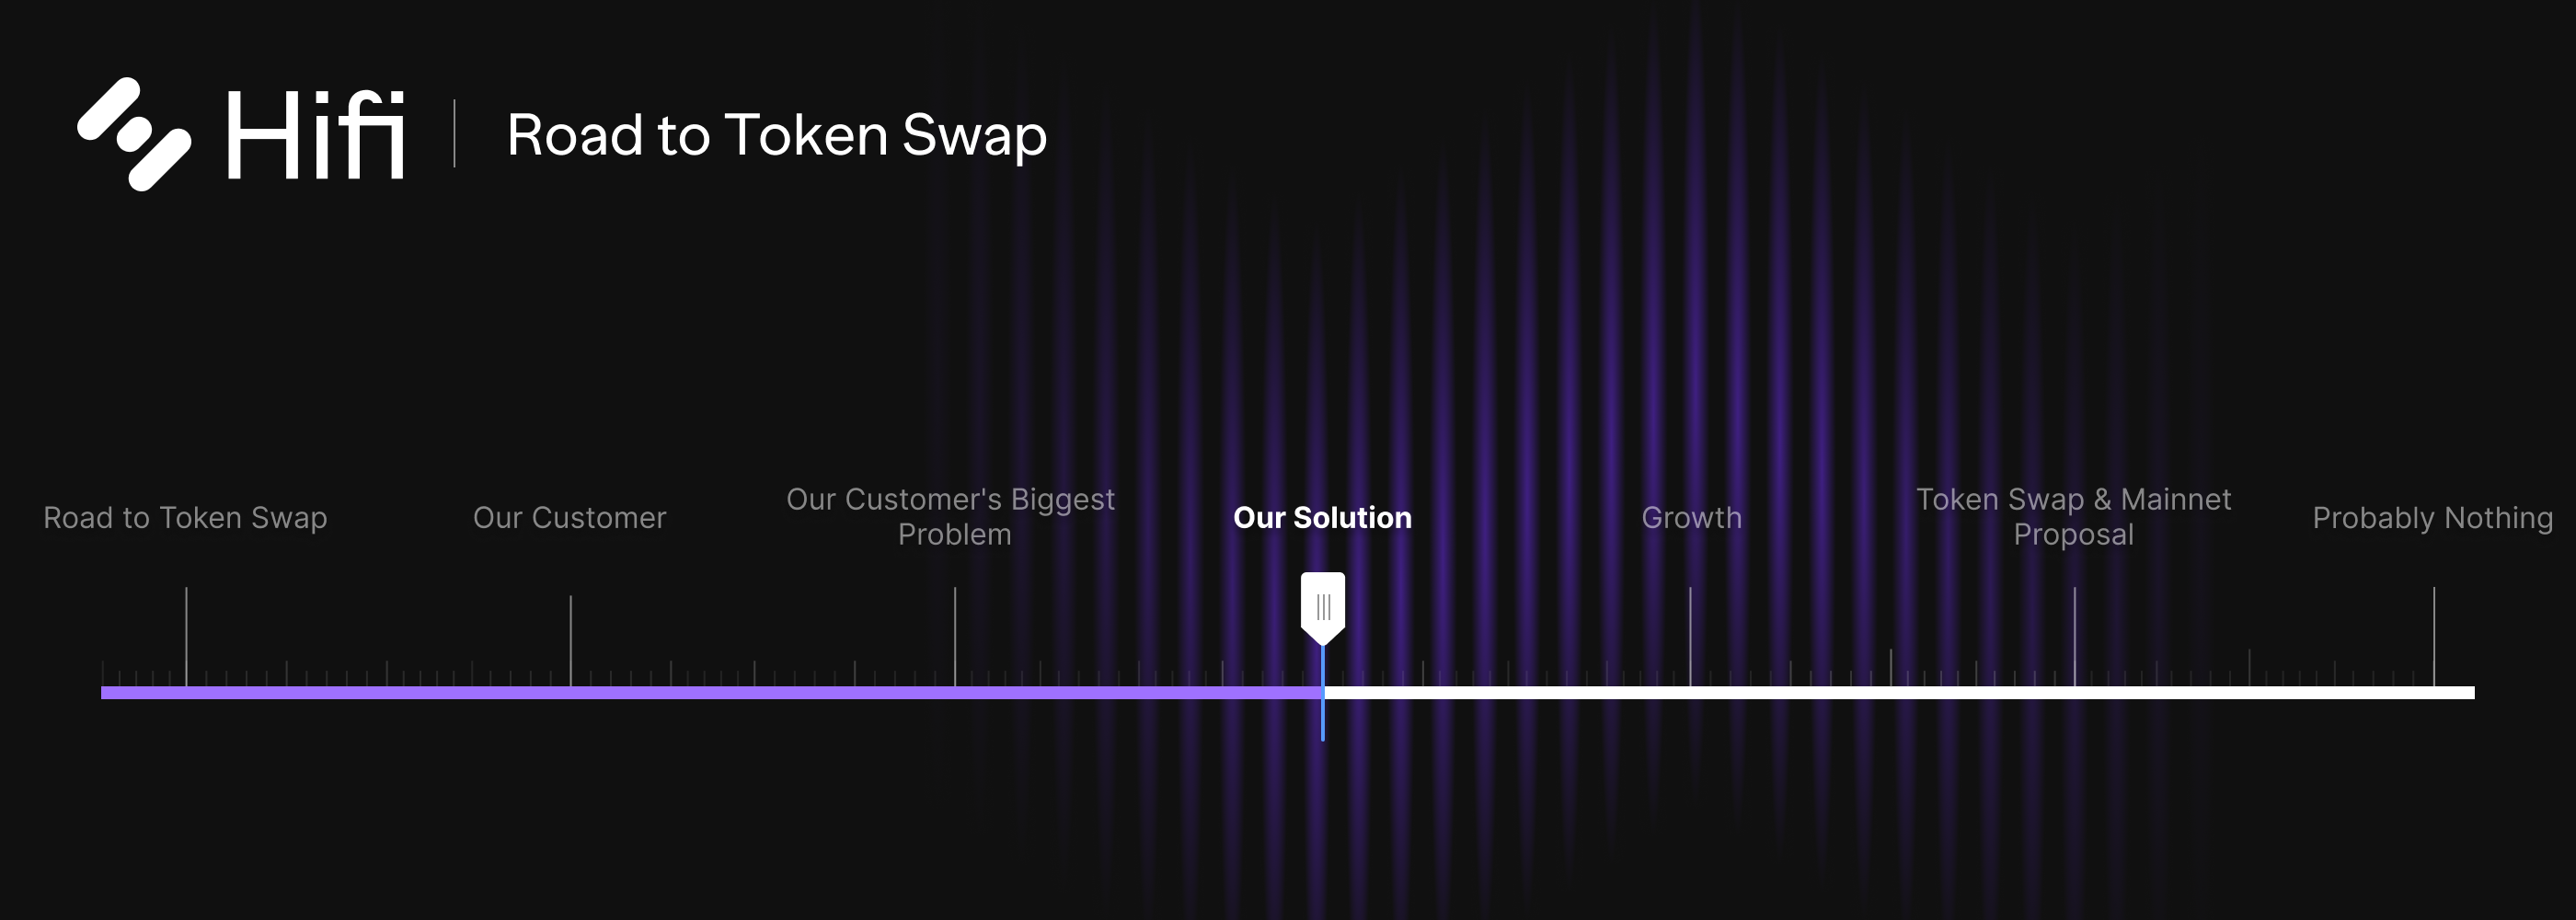 Hifi
Road to Token Swap
Road to Token Swap
Our Customer
Our Customer's Biggest
Problem
Our Solution
Growth
Token Swap & Mainnet
Proposal
Probably Nothing